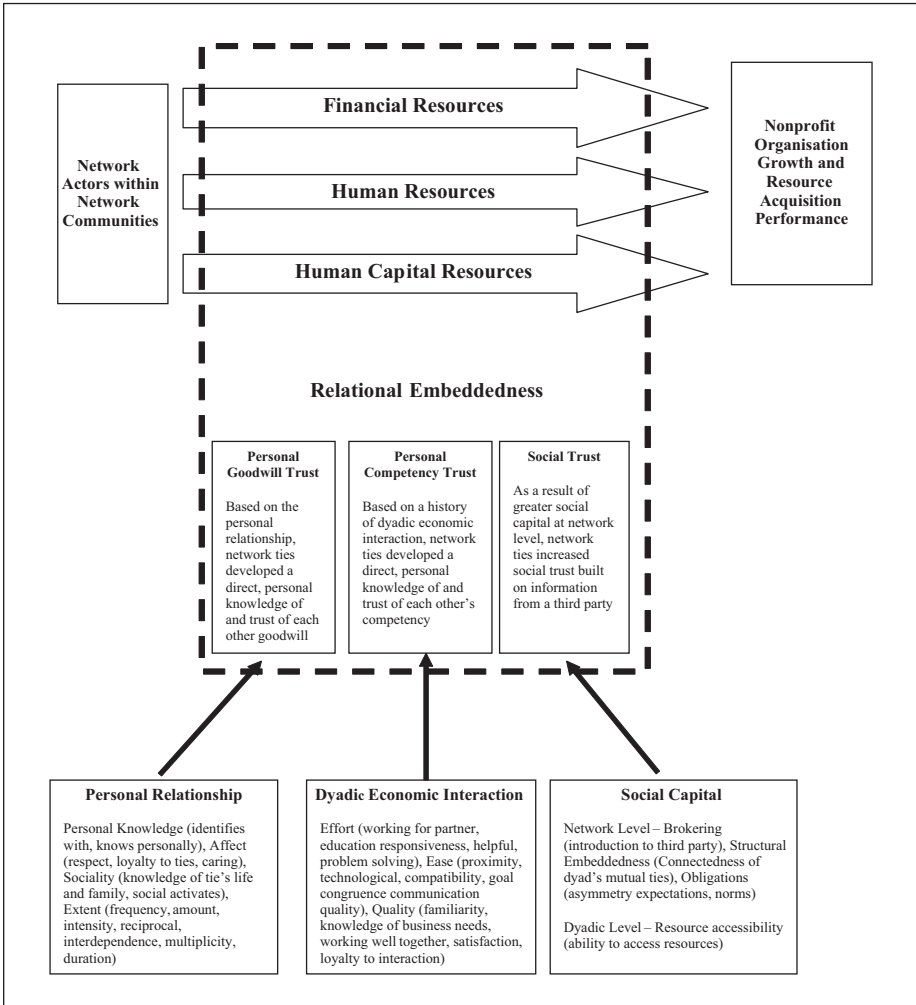 Financial Resources
Network
Actors within
Network
Communities
Human Resources
Human Capital Resources
Nonprofit
Organisation
Growth and
Resource
Acquisition
Performance
Relational Embeddedness
Personal
Goodwill Trust
Based on the
personal
relationship,
network ties
developed a
direct, personal
knowledge of
and trust of each
other goodwill
Personal
Competency Trust
Based on a history
of dyadic economic
interaction, network
ties developed a
direct, personal
knowledge of and
trust of each other's
competency
Social Trust
As a result of
greater social
capital at network
level, network
ties increased
social trust built
on information
from a third party
Personal Relationship
Personal Knowledge (identifies
with, knows personally), Affect
(respect, loyalty to ties, caring),
Sociality (knowledge of tie's life
and family, social activates),
Extent (frequency, amount,
intensity, reciprocal,
interdependence, multiplicity,
duration)
Dyadic Economic Interaction
Effort (working for partner,
education responsiveness, helpful,
problem solving), Ease (proximity,
technological, compatibility, goal
congruence communication
quality), Quality (familiarity,
knowledge of business needs,
working well together, satisfaction,
loyalty to interaction)
Social Capital
Network Level – Brokering
(introduction to third party), Structural
Embeddedness (Connectedness of
dyad's mutual ties), Obligations
(asymmetry expectations, norms)
Dyadic Level – Resource accessibility
(ability to access resources)